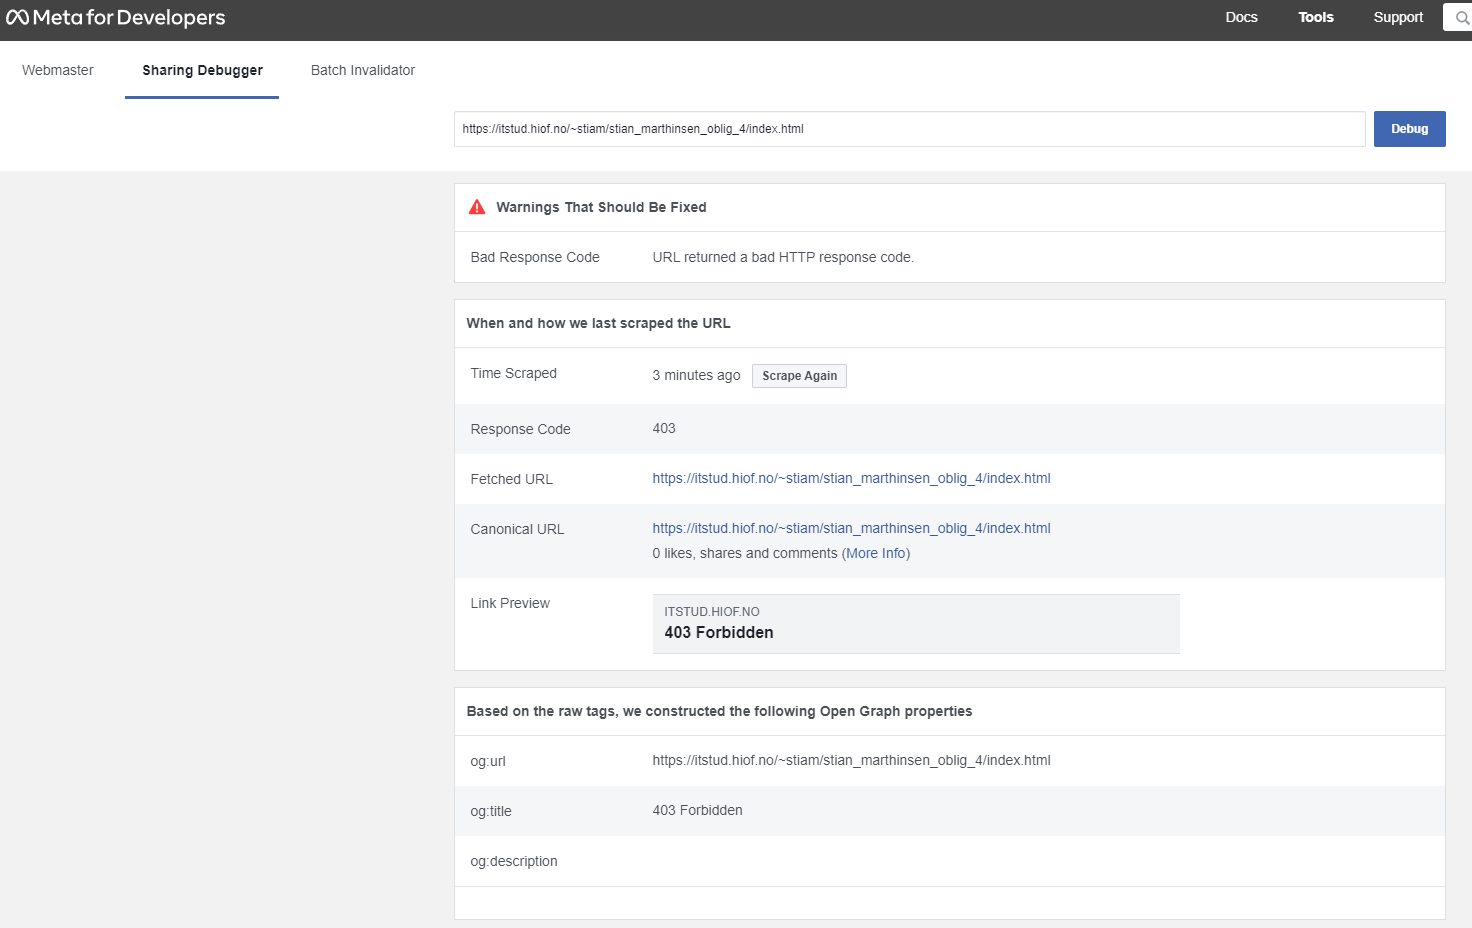 Meta for Developers
Docs Tools Support
Webmaster Sharing Debugger Batch Invalidator
https://itstud.hiof.no/~stiam/stian_marthinsen_oblig_4/index.html Debug
Warnings That Should Be Fixed
Bad Response Code URL returned a bad HTTP response code.
When and how we last scraped the URL
Time Scraped 3 minutes ago Scrape Again
Response Code 403
Fetched URL https://itstud.hiof.no/~stiam/stian_marthinsen_oblig_4/index.html
Canonical URL https://itstud.hiof.no/~stiam/stian_marthinsen_oblig_4/index.html
0 likes, shares and comments (More Info)
Link Preview ITSTUD.HIOF.NO
403 Forbidden
Based on the raw tags, we constructed the following Open Graph properties
og:url https://itstud.hiof.no/~stiam/stian_marthinsen_oblig_4/index.html
og:title 403 Forbidden
og:description